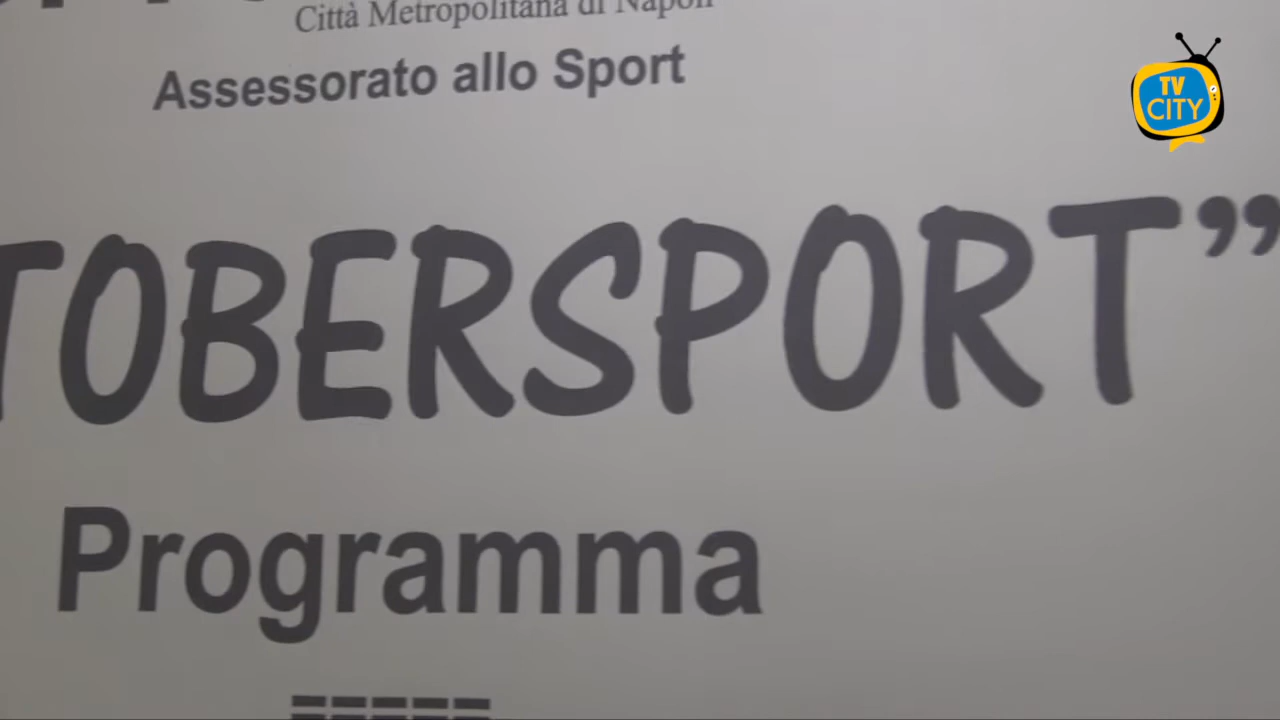 Città Metropolitana di Napoli
Assessorato allo Sport
TOBERSPORT”
Programma
TV
CITY